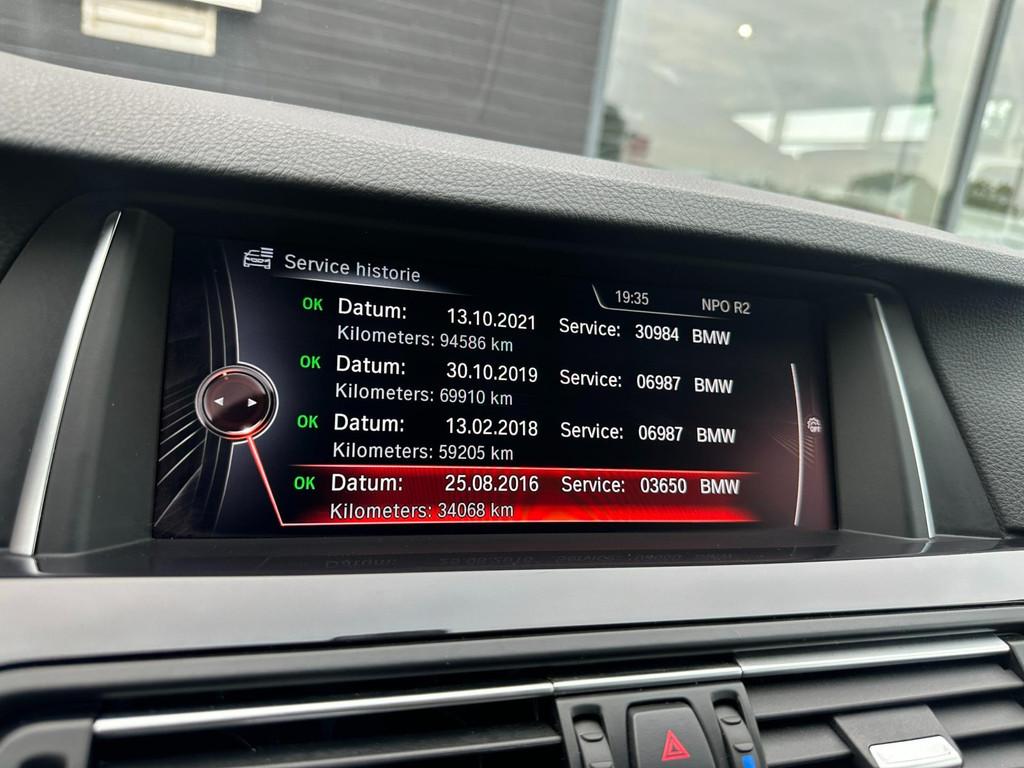 Service historie
19:35 NPO R2
OK Datum: 13.10.2021 Service: 30984 BMW
Kilometers: 94586 km
OK Datum: 30.10.2019 Service: 06987 BMW
Kilometers: 69910 km
OK Datum: 13.02.2018 Service: 06987 BMW
Kilometers: 59205 km
OK Datum: 25.08.2016 Service: 03650 BMW
Kilometers: 34068 km
OFF